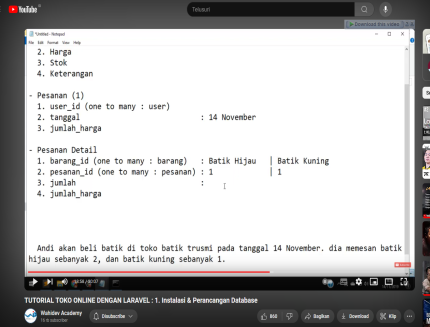 YouTube
Telusuri
Download this video
*Untitled - Notepad
File Edit Format View Help
2. Harga
3. Stok
4. Keterangan
- Pesanan (1)
1. user_id (one to many : user)
2. tanggal : 14 November
3. jumlah_harga
- Pesanan Detail
1. barang_id (one to many : barang) : Batik Hijau | Batik Kuning
2. pesanan_id (one to many : pesanan) : 1 | 1
3. jumlah :
4. jumlah_harga
Andi akan beli batik di toko batik trusmi pada tanggal 14 November. dia memesan batik
hijau sebanyak 2, dan batik kuning sebanyak 1.
TUTORIAL TOKO ONLINE DENGAN LARAVEL : 1. Instalasi & Perancangan Database
Wahidev Academy
Disubscribe
860
Bagikan
Download
Klip